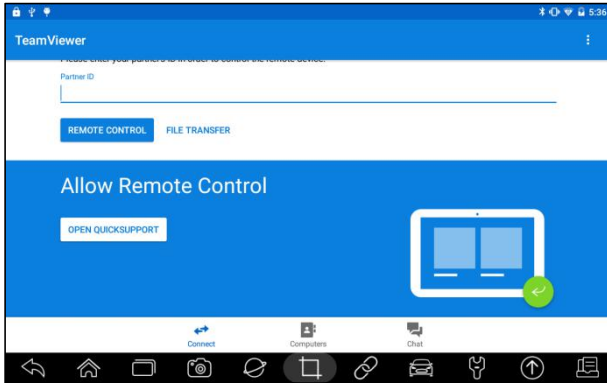 5:36
TeamViewer
Please enter your partner's ID in order to control the remote device.
Partner ID
REMOTE CONTROL FILE TRANSFER
Allow Remote Control
OPEN QUICKSUPPORT
Connect Computers Chat